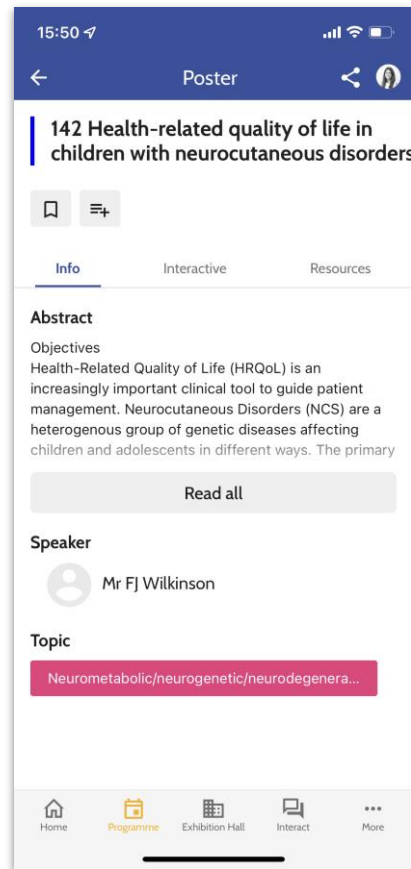 15:50
Poster
142 Health-related quality of life in
children with neurocutaneous disorders
Info
Interactive
Resources
Abstract
Objectives
Health-Related Quality of Life (HRQoL) is an
increasingly important clinical tool to guide patient
management. Neurocutaneous Disorders (NCS) are a
heterogenous group of genetic diseases affecting
children and adolescents in different ways. The primary
Read all
Speaker
Mr FJ Wilkinson
Topic
Neurometabolic/neurogenetic/neurodegenera...
Home
Programme
Exhibition Hall
Interact
More